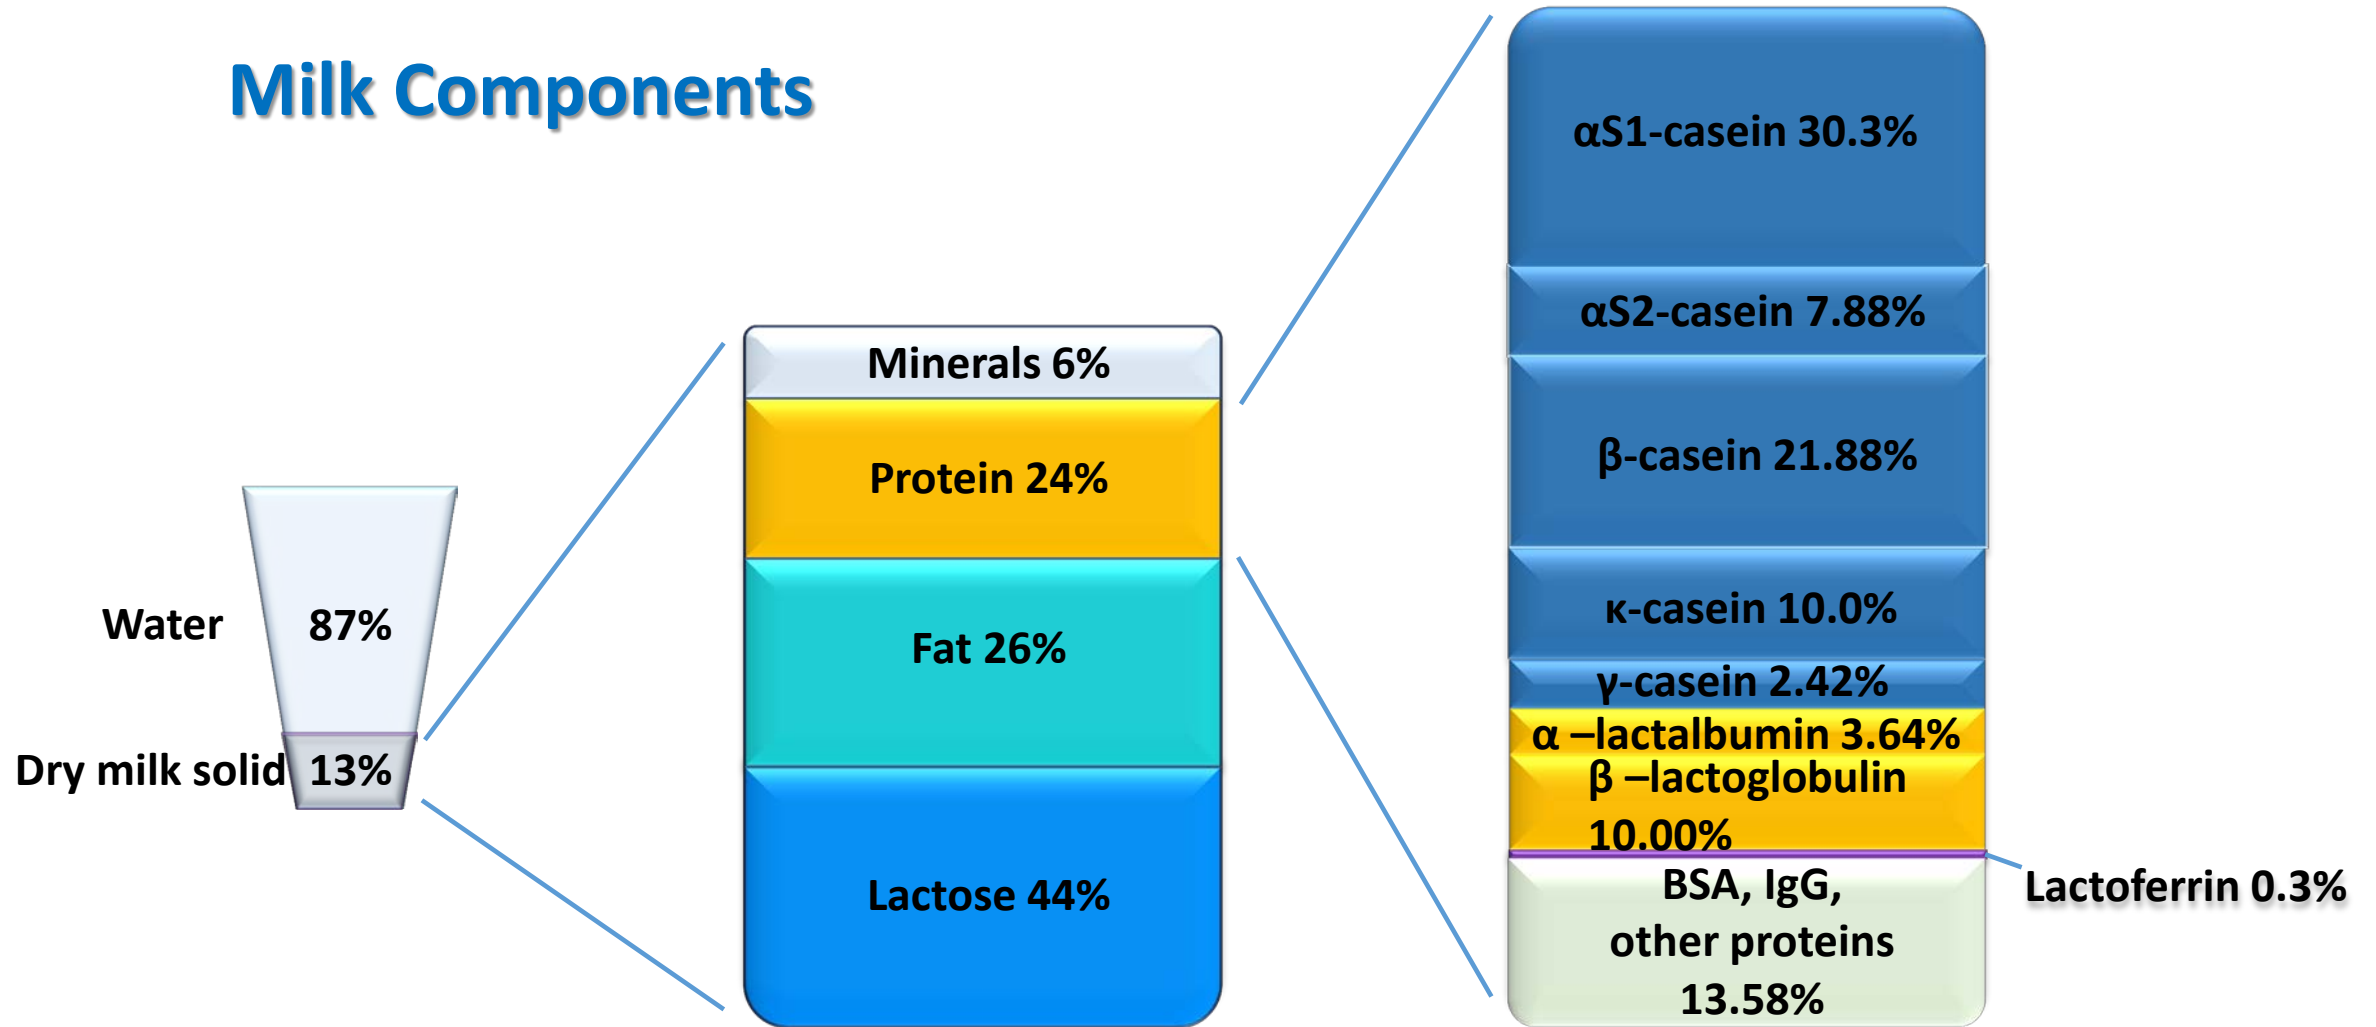 Milk Components
Water
87%
Dry milk solid
13%
Minerals 6%
Protein 24%
Fat 26%
Lactose 44%
αS1-casein 30.3%
αS2-casein 7.88%
β-casein 21.88%
κ-casein 10.0%
γ-casein 2.42%
α –lactalbumin 3.64%
β –lactoglobulin
10.00%
Lactoferrin 0.3%
BSA, IgG,
other proteins
13.58%